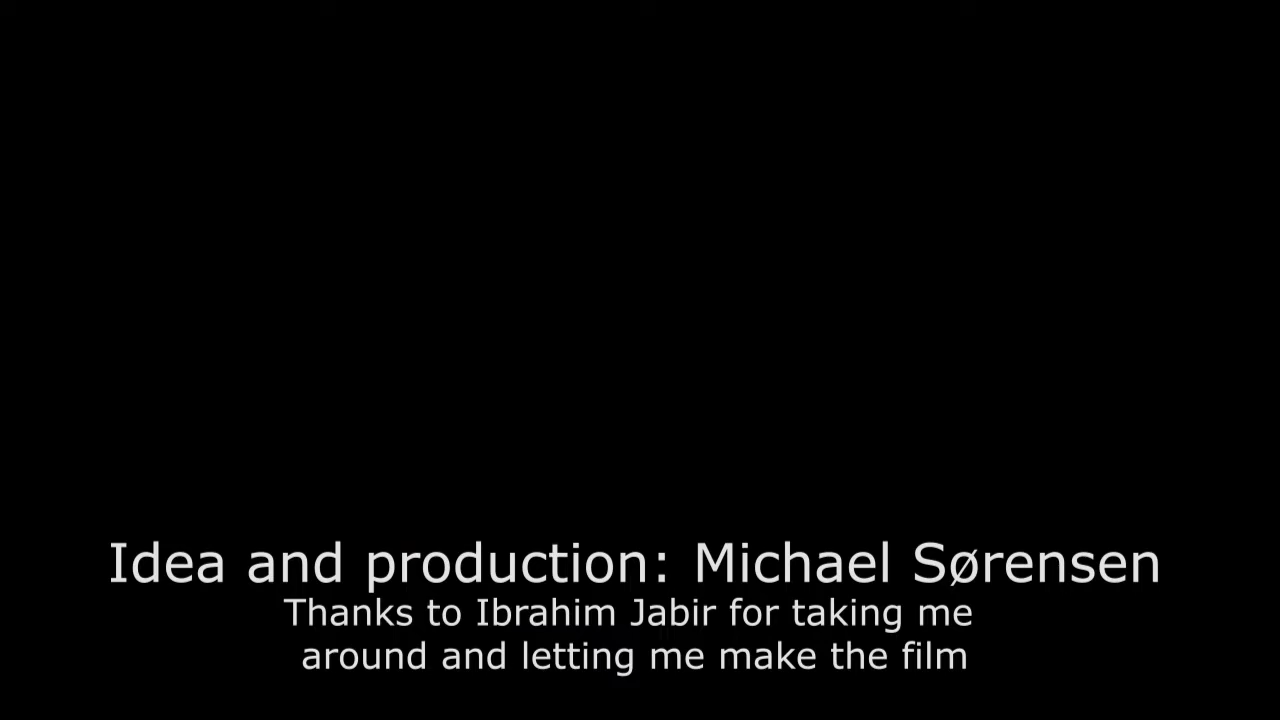 Idea and production: Michael Sørensen
Thanks to Ibrahim Jabir for taking me
around and letting me make the film